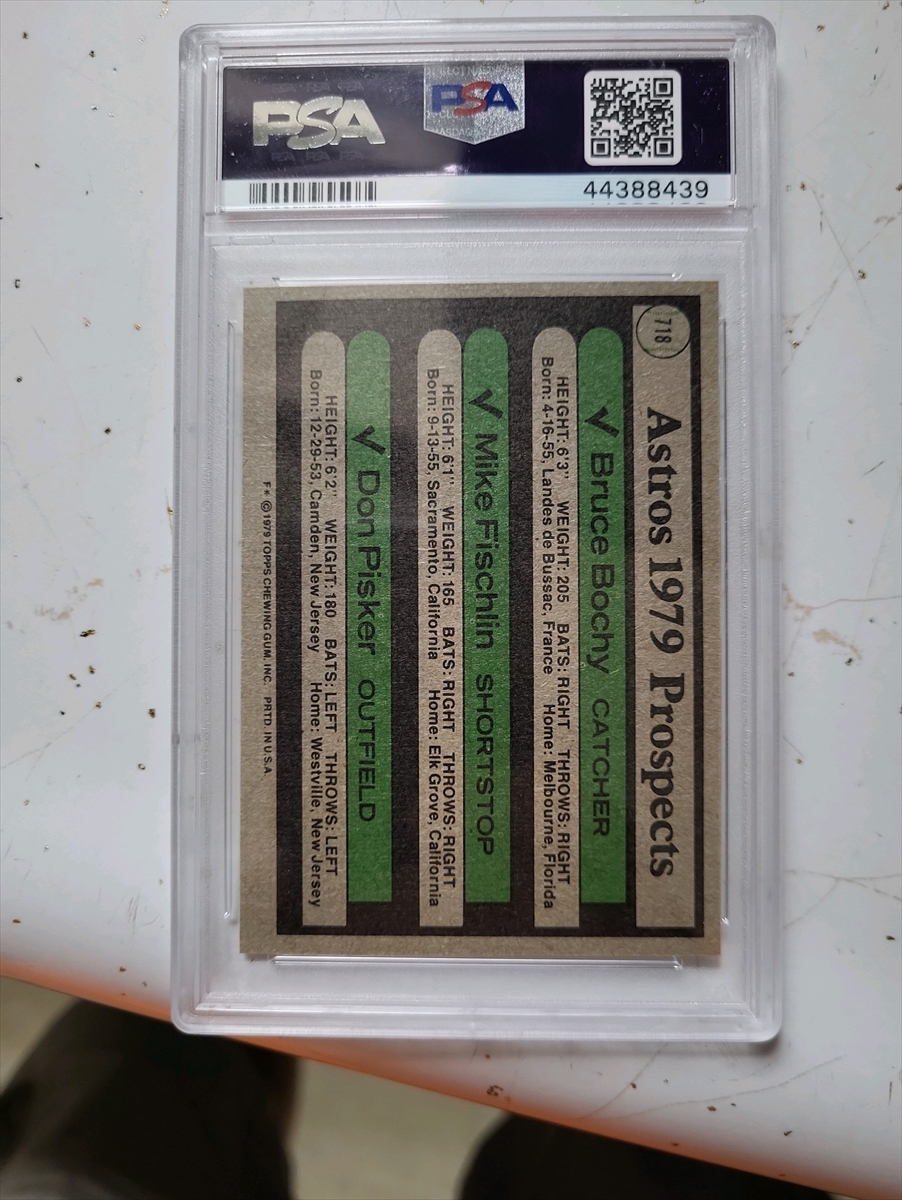 PSA
PSA
44388439
718
Astros 1979 Prospects
✓ Bruce Bochy CATCHER
HEIGHT: 6'3" WEIGHT: 205 BATS: RIGHT THROWS: RIGHT
Born: 4-16-55, Landes de Bussac, France Home: Melbourne, Florida
✓ Mike Fischlin SHORTSTOP
HEIGHT: 6'1" WEIGHT: 165 BATS: RIGHT THROWS: RIGHT
Born: 9-13-55, Sacramento, California Home: Elk Grove, California
✓ Don Pisker OUTFIELD
HEIGHT: 6'2" WEIGHT: 180 BATS: LEFT THROWS: LEFT
Born: 12-29-53, Camden, New Jersey Home: Westville, New Jersey
F* © 1979 TOPPS CHEWING GUM, INC. PRTD. IN U.S.A.